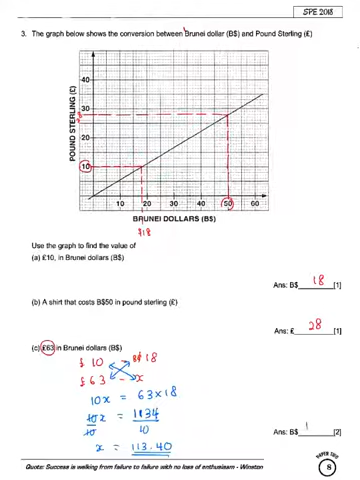 SPE 2018
3. The graph below shows the conversion between Brunei dollar (B$) and Pound Sterling (£)
POUND STERLING (£)
40
30
28
20
10
10 20 30 40 50 60
BRUNEI DOLLARS (B$)
$18
Use the graph to find the value of
(a) £10, in Brunei dollars (B$)
18
Ans: B$ [1]
(b) A shirt that costs B$50 in pound sterling (£)
28
Ans: £ [1]
(c) £63 in Brunei dollars (B$)
£ 10 → B$ 18
£ 63 - x
10x = 63 x 18
10x = 1134
10 10
x = 113.40
1
Ans: B$ [2]
PAPER TWO
8
Quote: Success is walking from failure to failure with no loss of enthusiasm - Winston